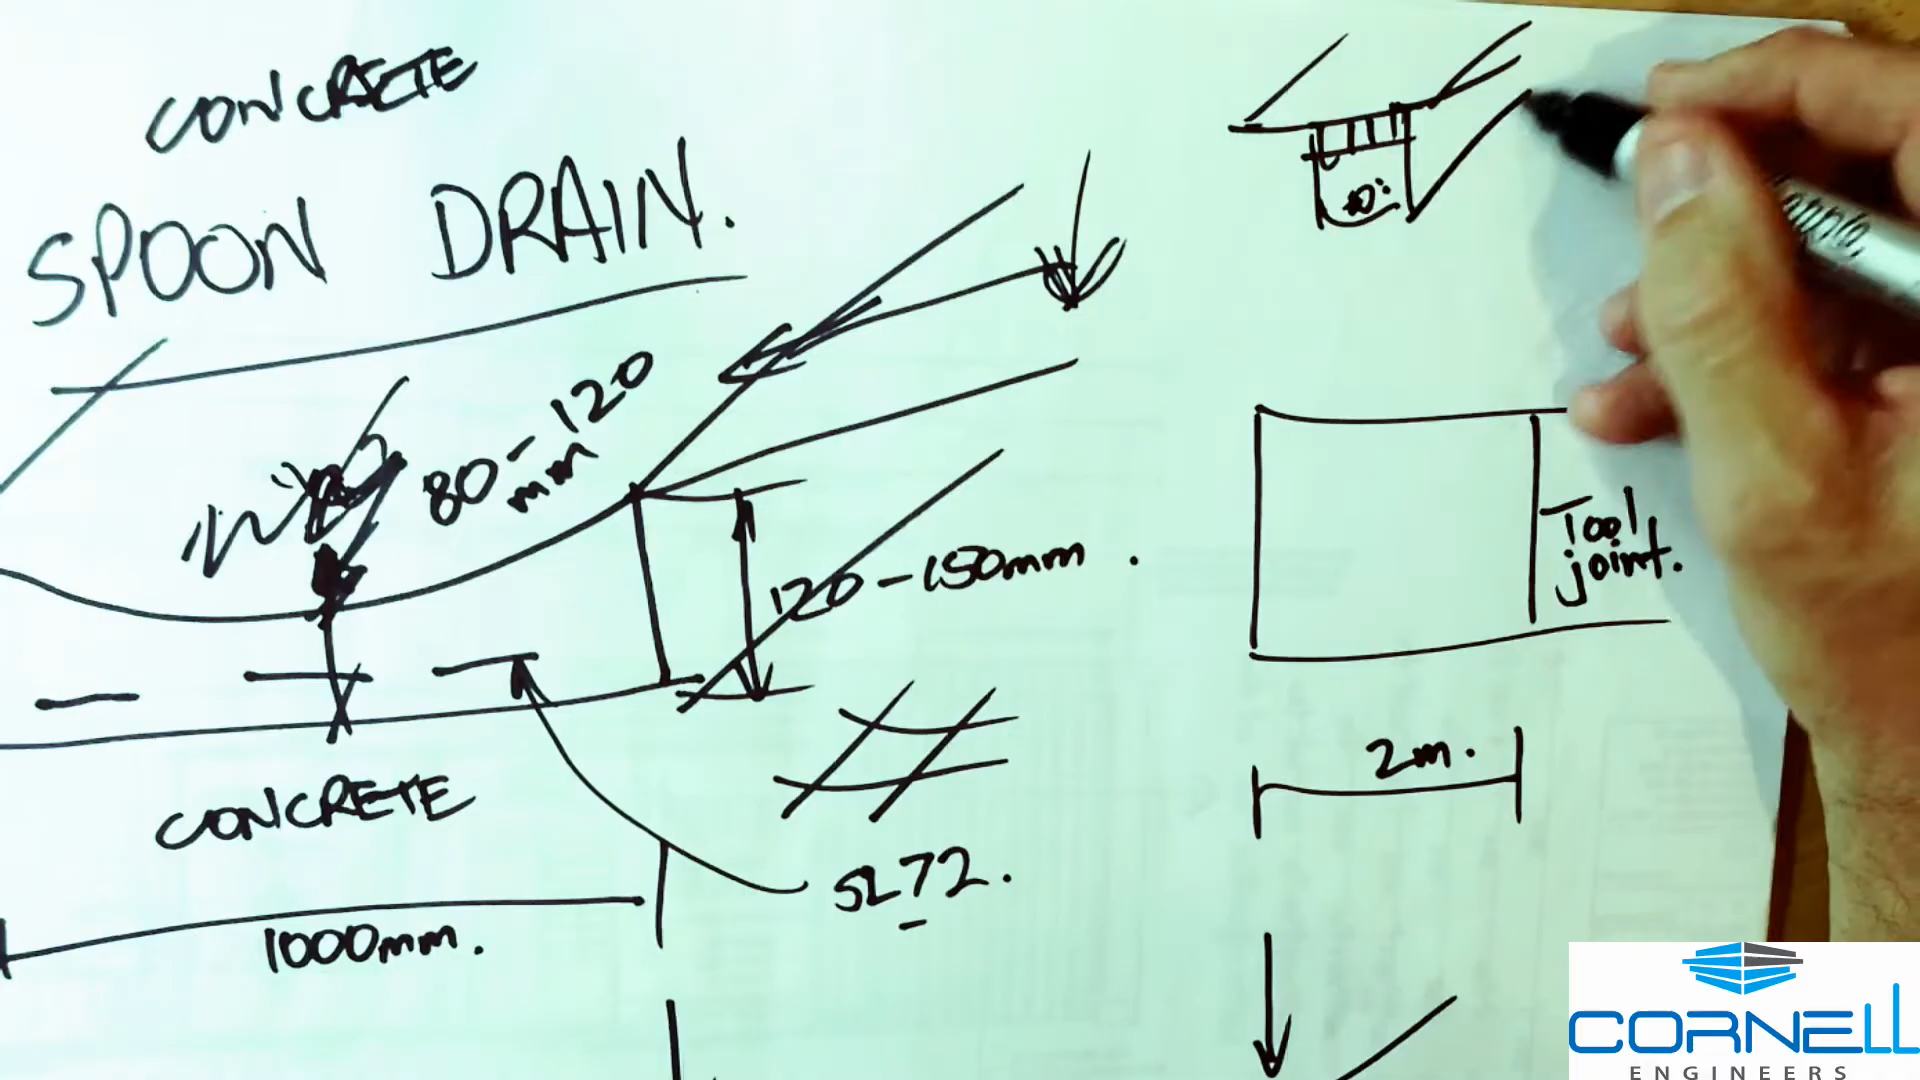 CONCRETE
SPOON DRAIN.
80-120
mm
120-150mm.
Tool
joint.
2m.
CONCRETE
SL72.
1000mm.
CORNELL
ENGINEERS